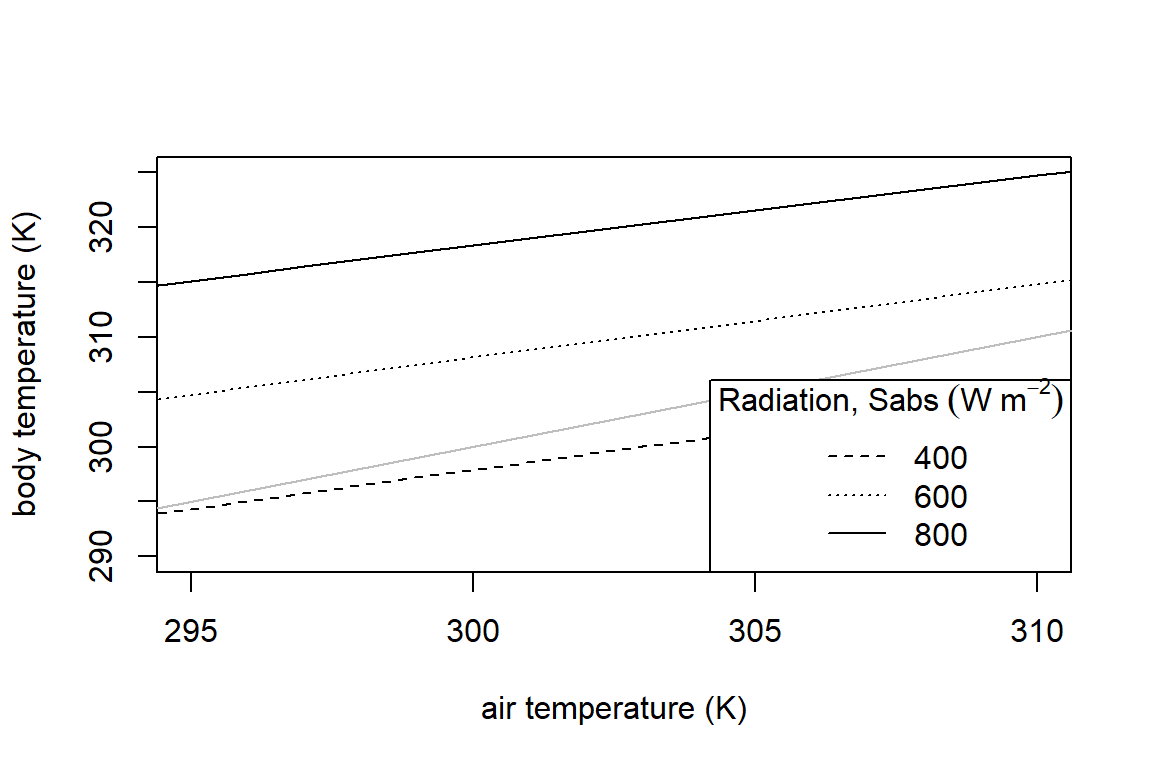 body temperature (K)
320
310
300
290
Radiation, Sabs (W m⁻²)
400
600
800
295 300 305 310
air temperature (K)